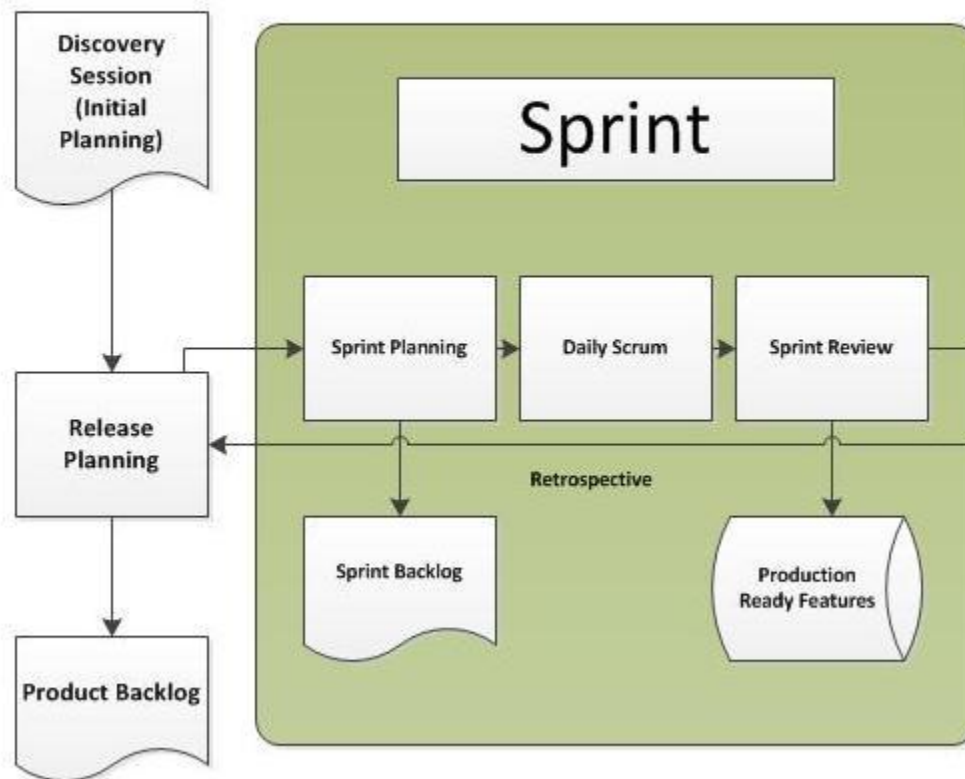 Discovery
Session
(Initial
Planning)
Sprint
Sprint Planning
Daily Scrum
Sprint Review
Release
Planning
Retrospective
Sprint Backlog
Production
Ready Features
Product Backlog